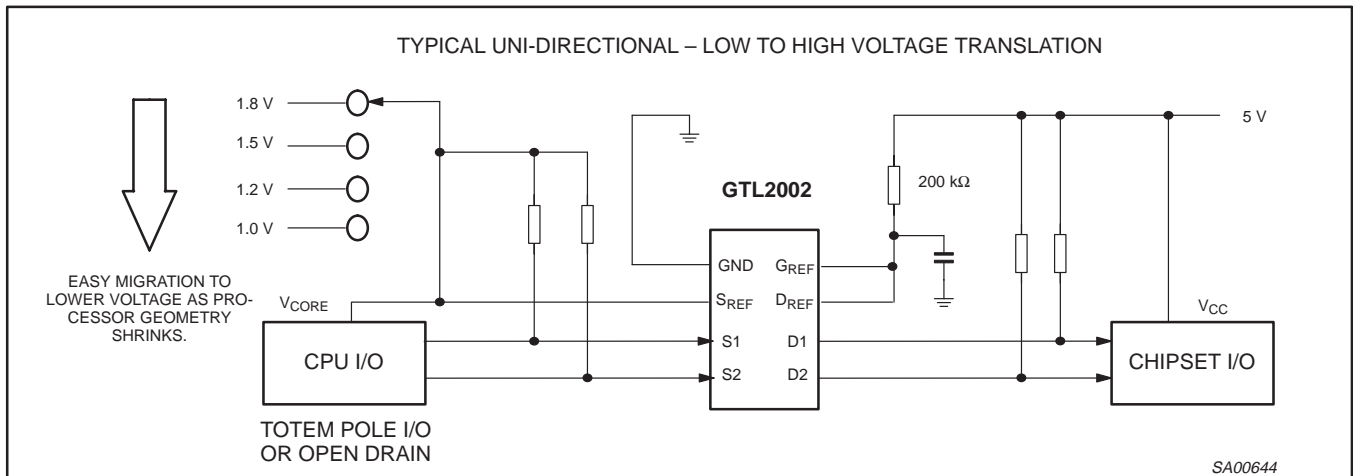 TYPICAL UNI-DIRECTIONAL – LOW TO HIGH VOLTAGE TRANSLATION
1.8 V
5 V
1.5 V
1.2 V
200 kΩ
GTL2002
1.0 V
GND
GREF
EASY MIGRATION TO
LOWER VOLTAGE AS PRO-
CESSOR GEOMETRY
SHRINKS.
VCORE
SREF
DREF
VCC
CPU I/O
S1
D1
CHIPSET I/O
S2
D2
TOTEM POLE I/O
OR OPEN DRAIN
SA00644